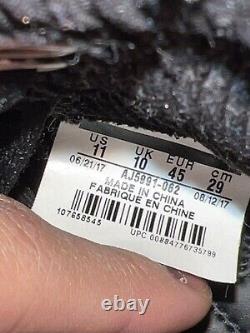 US UK EUR cm
11 10 45 29
06/21/17 AJ5991-062 08/12/17
MADE IN CHINA
FABRIQUE EN CHINE
107658545
UPC 00884776735799